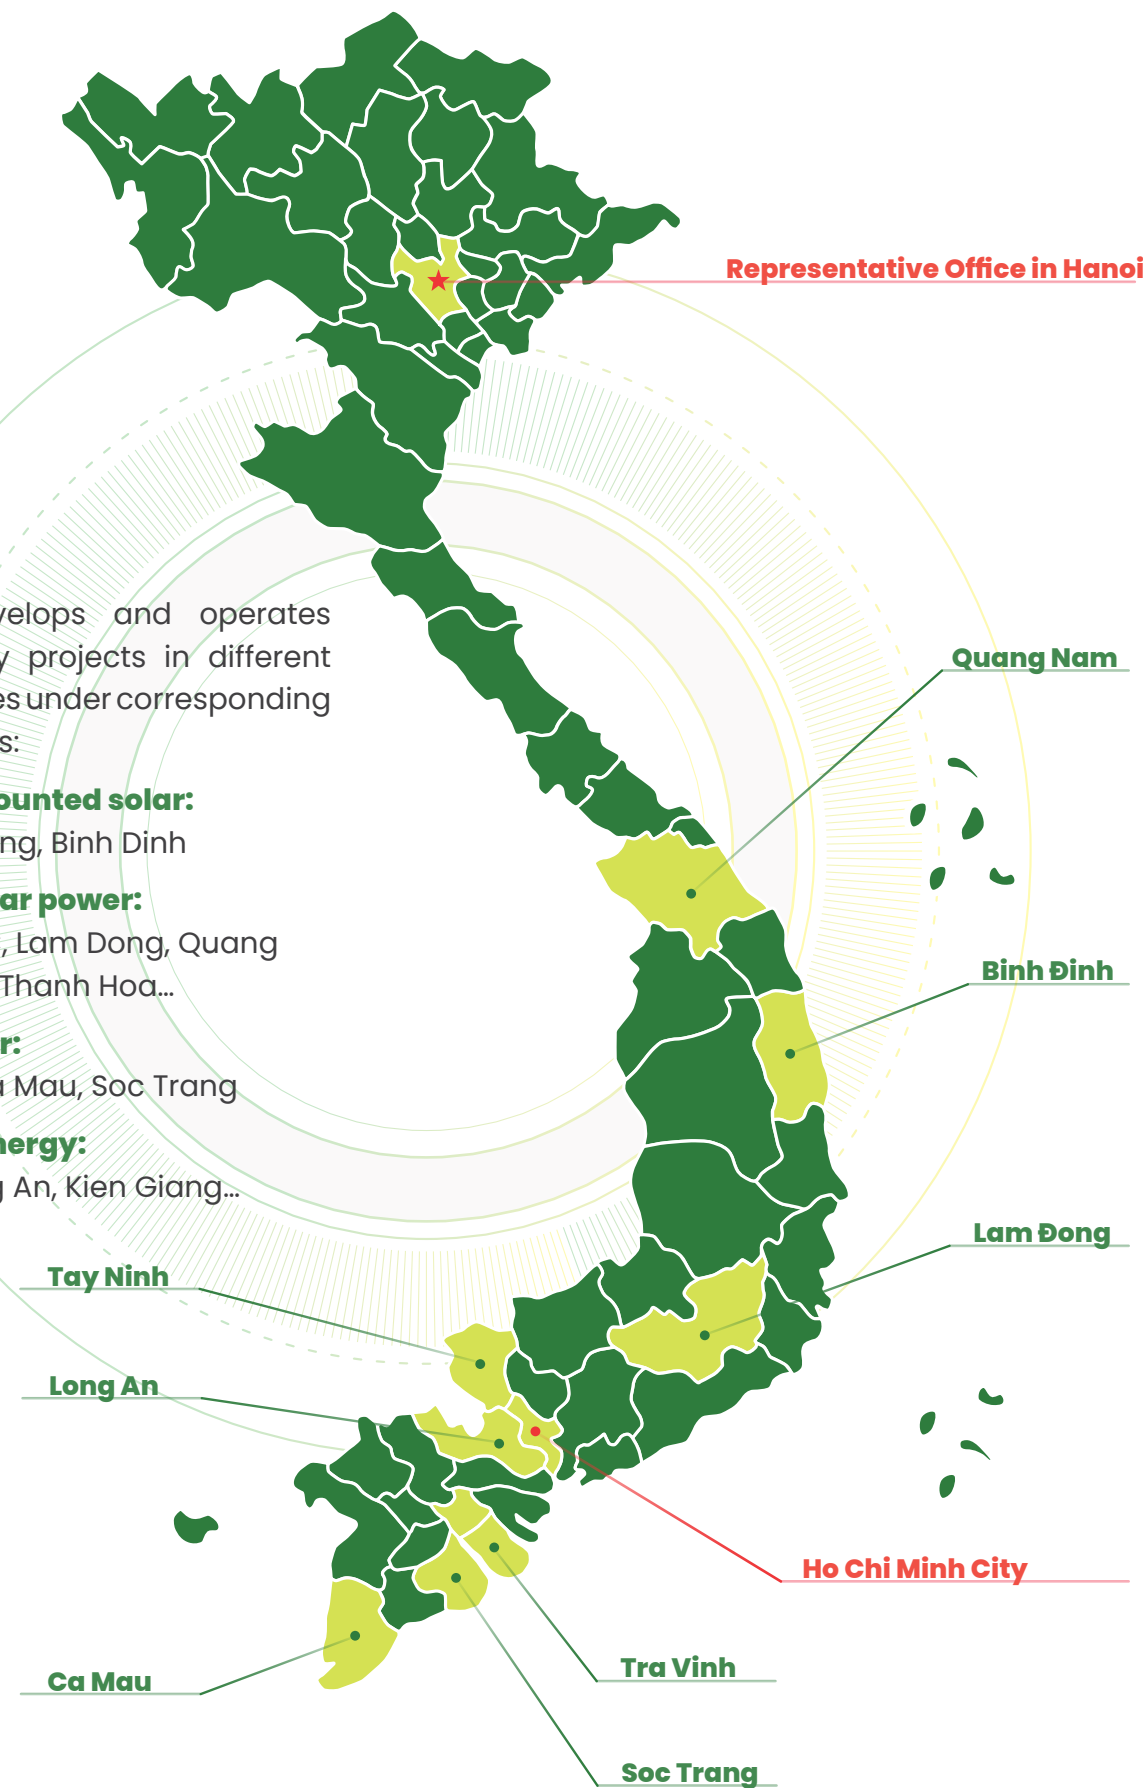 Representative Office in Hanoi
velops and operates
y projects in different
es under corresponding
s:
Quang Nam
ounted solar:
ng, Binh Dinh
ar power:
, Lam Dong, Quang
Thanh Hoa...
Binh Đinh
r:
a Mau, Soc Trang
nergy:
g An, Kien Giang...
Lam Đong
Tay Ninh
Long An
Ho Chi Minh City
Tra Vinh
Ca Mau
Soc Trang